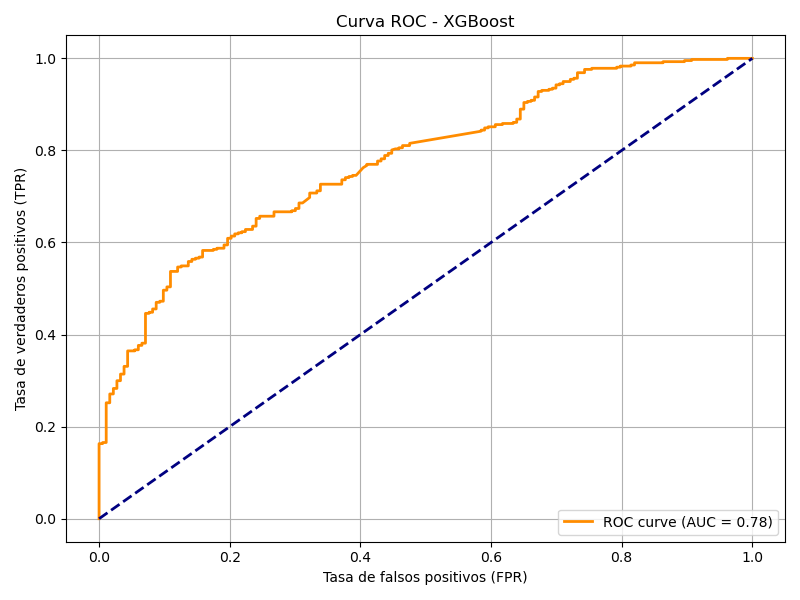 Curva ROC - XGBoost
Tasa de verdaderos positivos (TPR)
1.0
0.8
0.6
0.4
0.2
0.0
ROC curve (AUC = 0.78)
0.0 0.2 0.4 0.6 0.8 1.0
Tasa de falsos positivos (FPR)